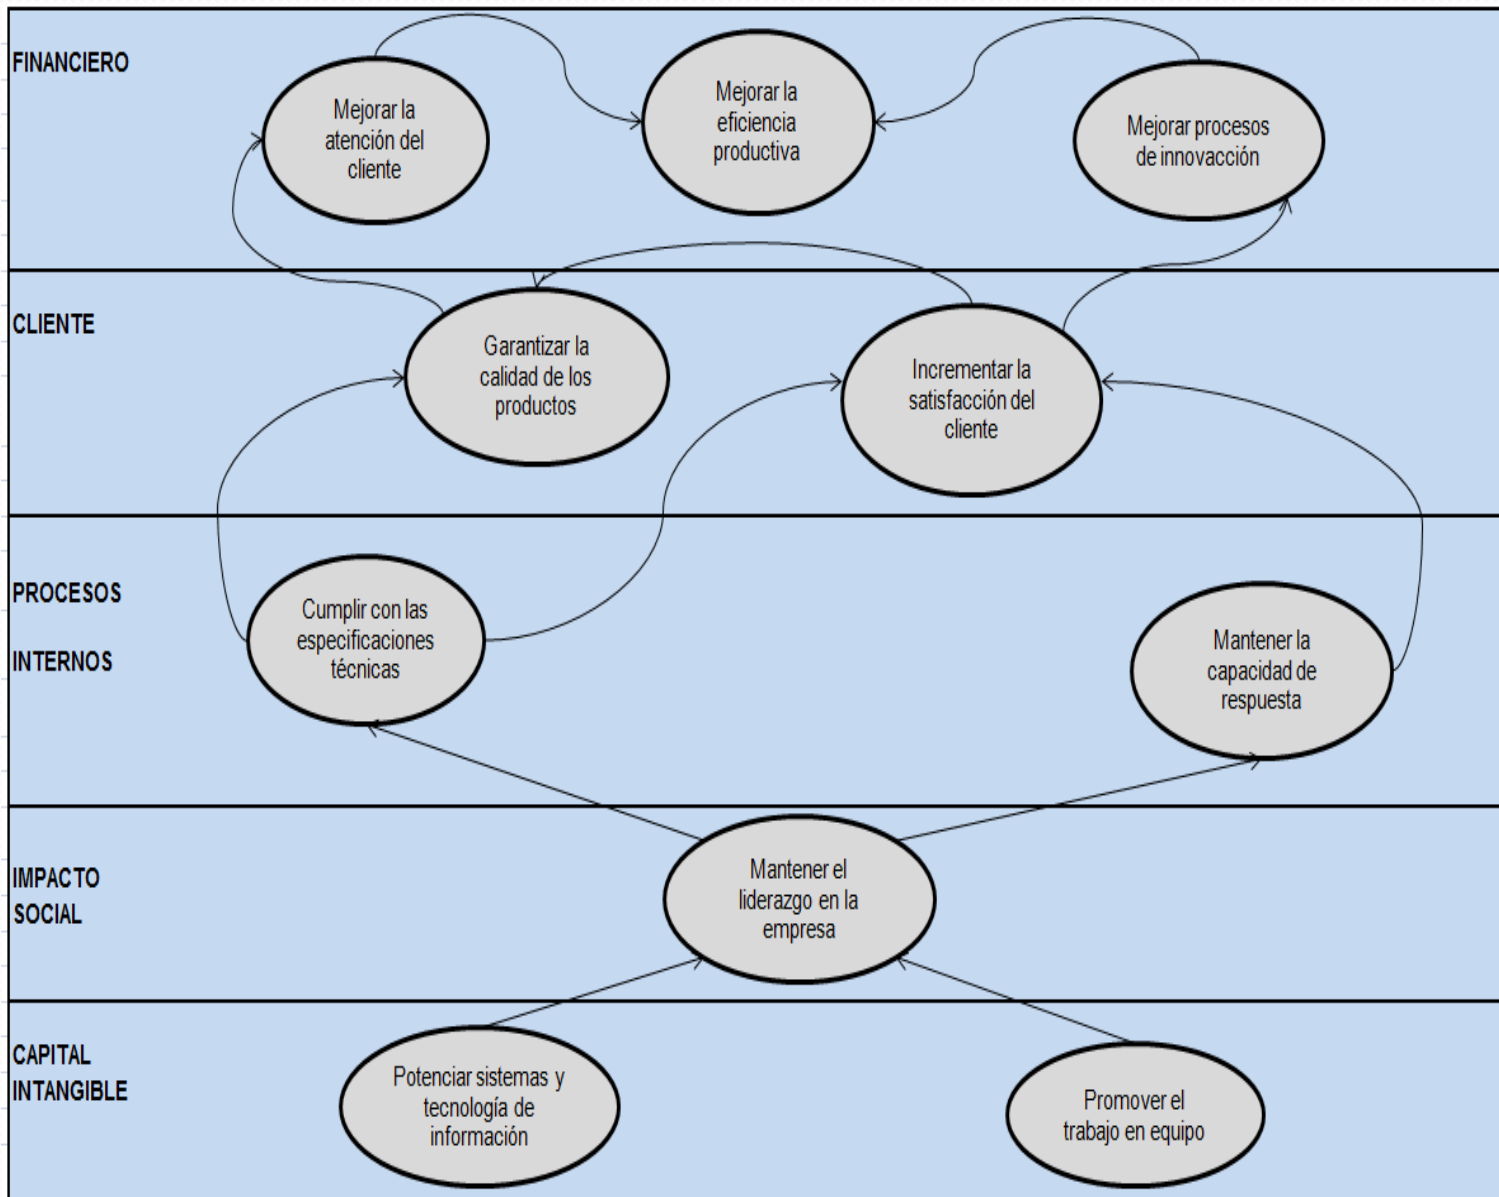 FINANCIERO
Mejorar la
atención del
cliente
Mejorar la
eficiencia
productiva
Mejorar procesos
de innovacción
CLIENTE
Garantizar la
calidad de los
productos
Incrementar la
satisfacción del
cliente
PROCESOS
INTERNOS
Cumplir con las
especificaciones
técnicas
Mantener la
capacidad de
respuesta
IMPACTO
SOCIAL
Mantener el
liderazgo en la
empresa
CAPITAL
INTANGIBLE
Potenciar sistemas y
tecnología de
información
Promover el
trabajo en equipo